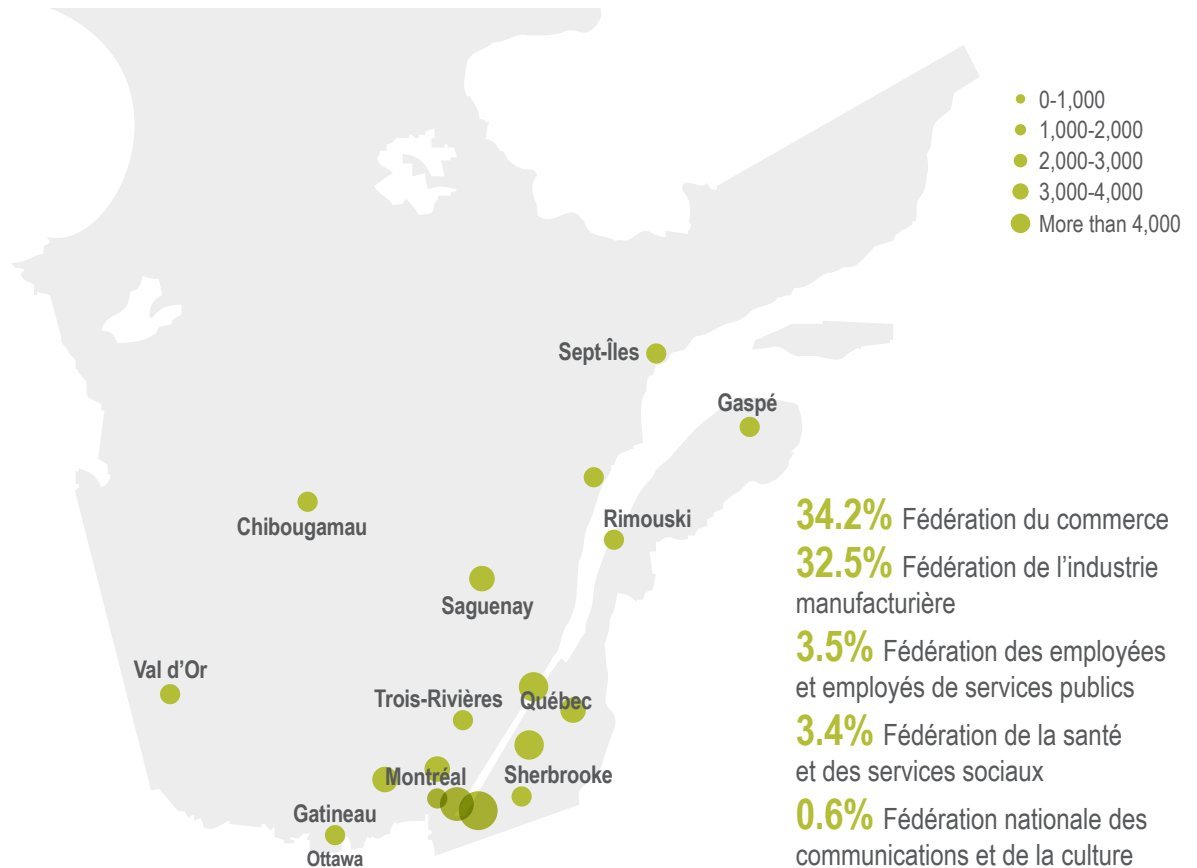 0-1,000
1,000-2,000
2,000-3,000
3,000-4,000
More than 4,000
Sept-Îles
Gaspé
Chibougamau
Rimouski
Saguenay
Val d’Or
Trois-Rivières
Québec
Montréal
Sherbrooke
Gatineau
Ottawa
34.2% Fédération du commerce
32.5% Fédération de l’industrie
manufacturière
3.5% Fédération des employées
et employés de services publics
3.4% Fédération de la santé
et des services sociaux
0.6% Fédération nationale des
communications et de la culture